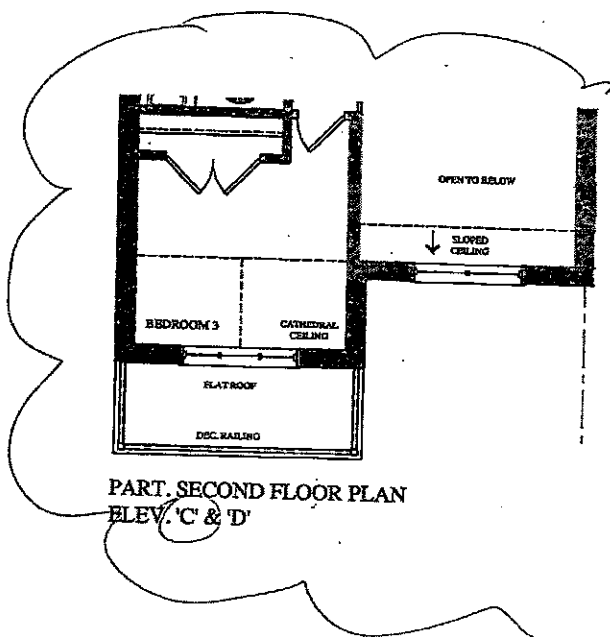 OPEN TO BELOW
SLOPED
CEILING
BEDROOM 3
CATHEDRAL
CEILING
FLAT ROOF
DEC. RAILING
PART. SECOND FLOOR PLAN
ELEV. 'C' & 'D'